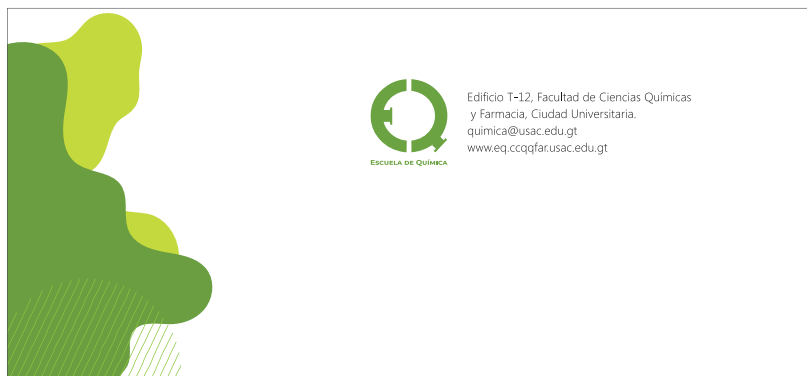 Edificio T-12, Facultad de Ciencias Químicas
y Farmacia, Ciudad Universitaria.
quimica@usac.edu.gt
www.eq.ccqqfar.usac.edu.gt
EQ
ESCUELA DE QUÍMICA